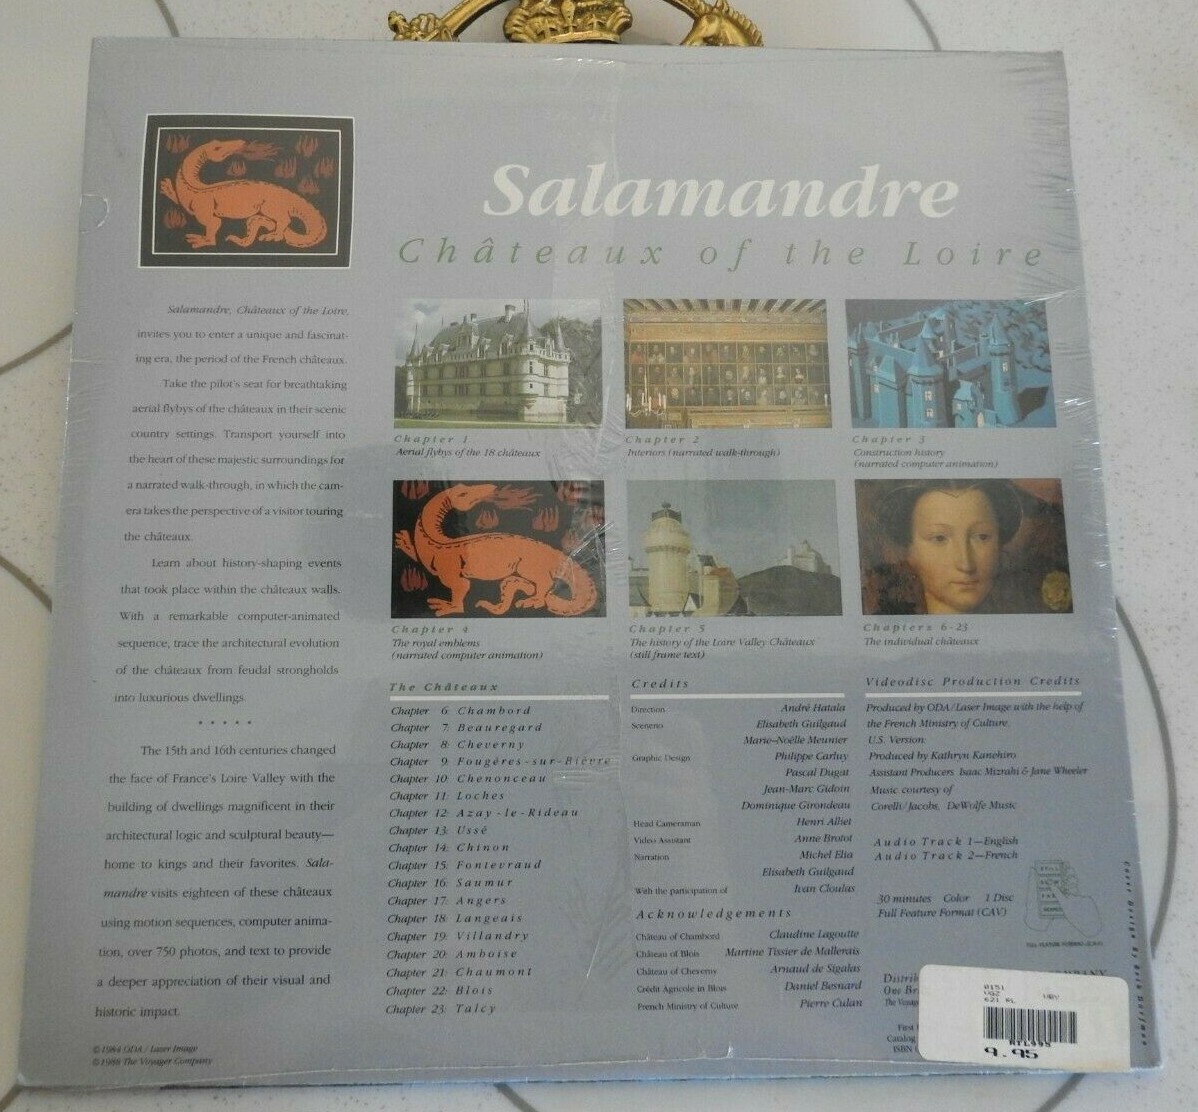 Salamandre
Châteaux of the Loire
Salamandre, Châteaux of the Loire,
invites you to enter a unique and fascinat-
ing era, the period of the French châteaux.
Take the pilot's seat for breathtaking
aerial flybys of the châteaux in their scenic
country settings. Transport yourself into
the heart of these majestic surroundings for
a narrated walk-through, in which the cam-
era takes the perspective of a visitor touring
the châteaux.
Learn about history-shaping events
that took place within the châteaux walls.
With a remarkable computer-animated
sequence, trace the architectural evolution
of the châteaux from feudal strongholds
into luxurious dwellings.
• • • • •
The 15th and 16th centuries changed
the face of France's Loire Valley with the
building of dwellings magnificent in their
architectural logic and sculptural beauty—
home to kings and their favorites. Sala-
mandre visits eighteen of these châteaux
using motion sequences, computer anima-
tion, over 750 photos, and text to provide
a deeper appreciation of their visual and
historic impact.
©1984 ODA / Laser Image
©1988 The Voyager Company
Chapter 1
Aerial flybys of the 18 châteaux
Chapter 2
Interiors (narrated walk-through)
Chapter 3
Construction history
(narrated computer animation)
Chapter 4
The royal emblems
(narrated computer animation)
Chapter 5
The history of the Loire Valley Châteaux
(still frame text)
Chapters 6-23
The individual châteaux
The Châteaux
Chapter 6: Chambord
Chapter 7: Beauregard
Chapter 8: Cheverny
Chapter 9: Fougères-sur-Bièvre
Chapter 10: Chenonceau
Chapter 11: Loches
Chapter 12: Azay-le-Rideau
Chapter 13: Ussé
Chapter 14: Chinon
Chapter 15: Fontevraud
Chapter 16: Saumur
Chapter 17: Angers
Chapter 18: Langeais
Chapter 19: Villandry
Chapter 20: Amboise
Chapter 21: Chaumont
Chapter 22: Blois
Chapter 23: Talcy
Credits
Direction André Hatala
Scenerio Elisabeth Guilgaud
Marie-Noëlle Meunier
Graphic Design Philippe Garluy
Pascal Dugat
Jean-Marc Gidoin
Dominique Girondeau
Head Cameraman Henri Alliet
Video Assistant Anne Brotot
Narration Michel Elia
Elisabeth Guilgaud
With the participation of Ivan Cloulas
Acknowledgements
Château of Chambord Claudine Lagoutte
Château of Blois Martine Tissier de Mallerais
Château of Cheverny Arnaud de Sigalas
Crédit Agricole in Blois Daniel Besnard
French Ministry of Culture Pierre Culan
Videodisc Production Credits
Produced by ODA/Laser Image with the help of
the French Ministry of Culture.
U.S. Version:
Produced by Kathryn Kanehiro
Assistant Producers Isaac Mizrahi & Jane Wheeler
Music courtesy of
Corelli/Jacobs, DeWolfe Music
Audio Track 1—English
Audio Track 2—French
30 minutes Color 1 Disc
Full Feature Format (CAV)
FULL FEATURE FORMAT (CAV)
Distrib
One Br
The Voyag
First
Catalog
ISBN
0151
621 RL
9.95